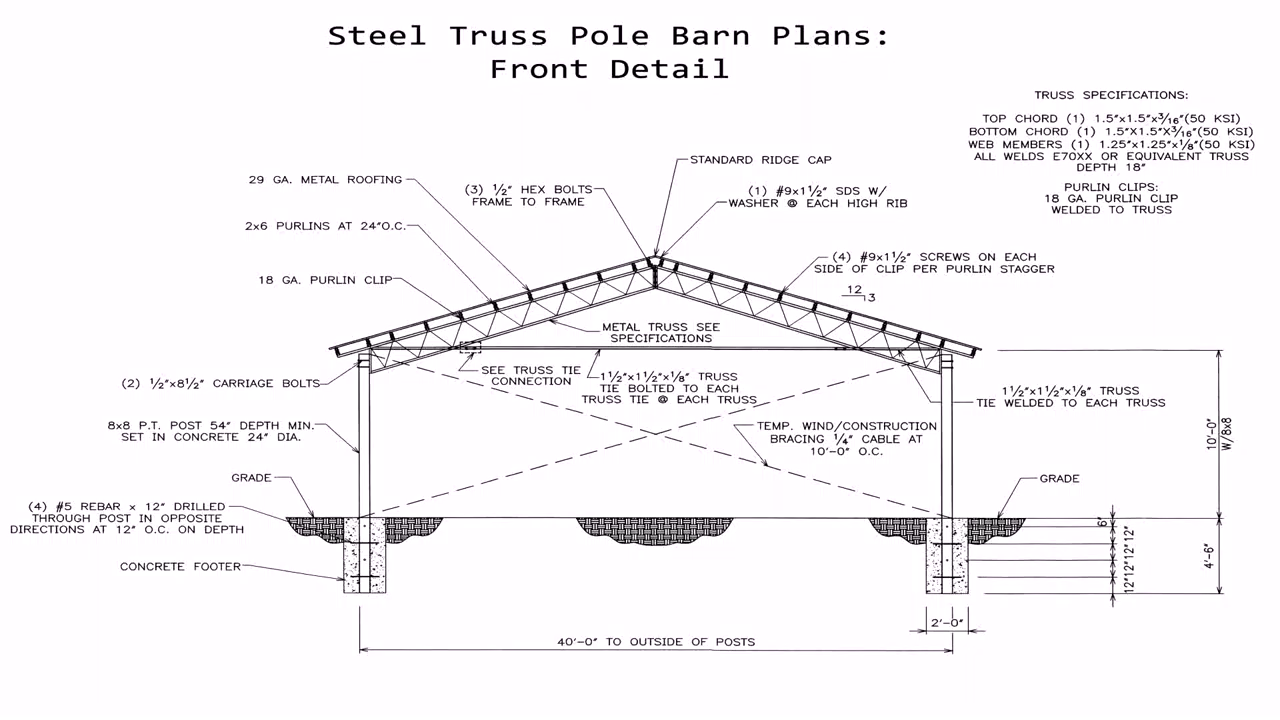 Steel Truss Pole Barn Plans:
Front Detail
TRUSS SPECIFICATIONS:
TOP CHORD (1) 1.5"x1.5"x3/16"(50 KSI)
BOTTOM CHORD (1) 1.5"X1.5"X3/16"(50 KSI)
WEB MEMBERS (1) 1.25"x1.25"x1/8"(50 KSI)
ALL WELDS E70XX OR EQUIVALENT TRUSS
DEPTH 18"
PURLIN CLIPS:
18 GA. PURLIN CLIP
WELDED TO TRUSS
STANDARD RIDGE CAP
29 GA. METAL ROOFING
(3) 1/2" HEX BOLTS
FRAME TO FRAME
(1) #9x1 1/2" SDS W/
WASHER @ EACH HIGH RIB
2x6 PURLINS AT 24"O.C.
(4) #9x1 1/2" SCREWS ON EACH
SIDE OF CLIP PER PURLIN STAGGER
18 GA. PURLIN CLIP
12
3
METAL TRUSS SEE
SPECIFICATIONS
SEE TRUSS TIE
CONNECTION
1 1/2"x1 1/2"x1/8" TRUSS
TIE BOLTED TO EACH
TRUSS TIE @ EACH TRUSS
(2) 1/2"x8 1/2" CARRIAGE BOLTS
1 1/2"x1 1/2"x1/8" TRUSS
TIE WELDED TO EACH TRUSS
8x8 P.T. POST 54" DEPTH MIN.
SET IN CONCRETE 24" DIA.
TEMP. WIND/CONSTRUCTION
BRACING 1/4" CABLE AT
10'-0" O.C.
10'-0"
W/8x8
GRADE
GRADE
(4) #5 REBAR x 12" DRILLED
THROUGH POST IN OPPOSITE
DIRECTIONS AT 12" O.C. ON DEPTH
6"
12"
12"
12"
12"
4'-6"
CONCRETE FOOTER
2'-0"
40'-0" TO OUTSIDE OF POSTS